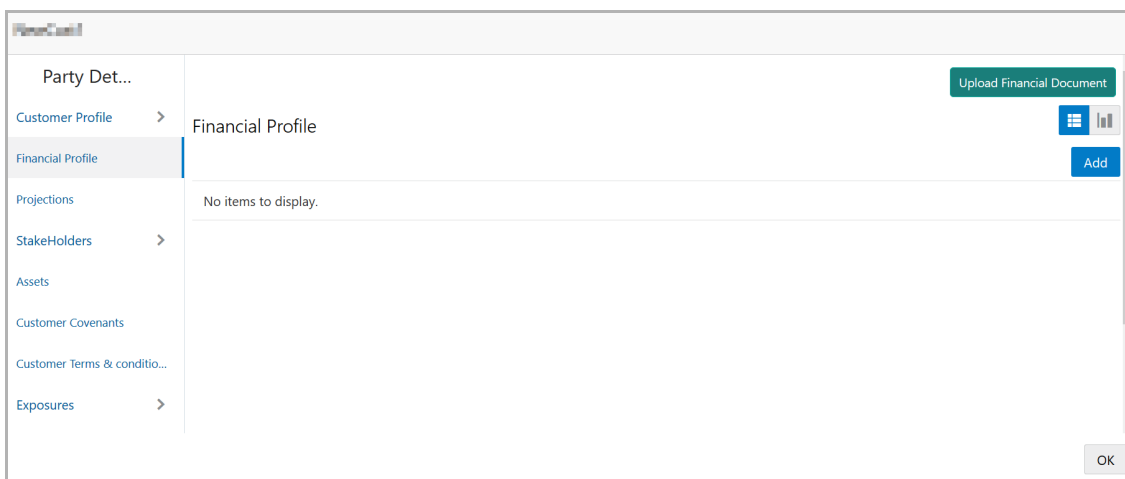 Party Det...
Upload Financial Document
Customer Profile
Financial Profile
Add
Financial Profile
Projections
No items to display.
StakeHolders
Assets
Customer Covenants
Customer Terms & conditio...
Exposures
OK